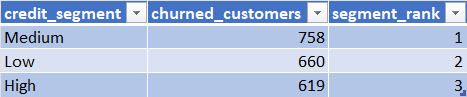 credit_segment churned_customers segment_rank
Medium 758 1
Low 660 2
High 619 3